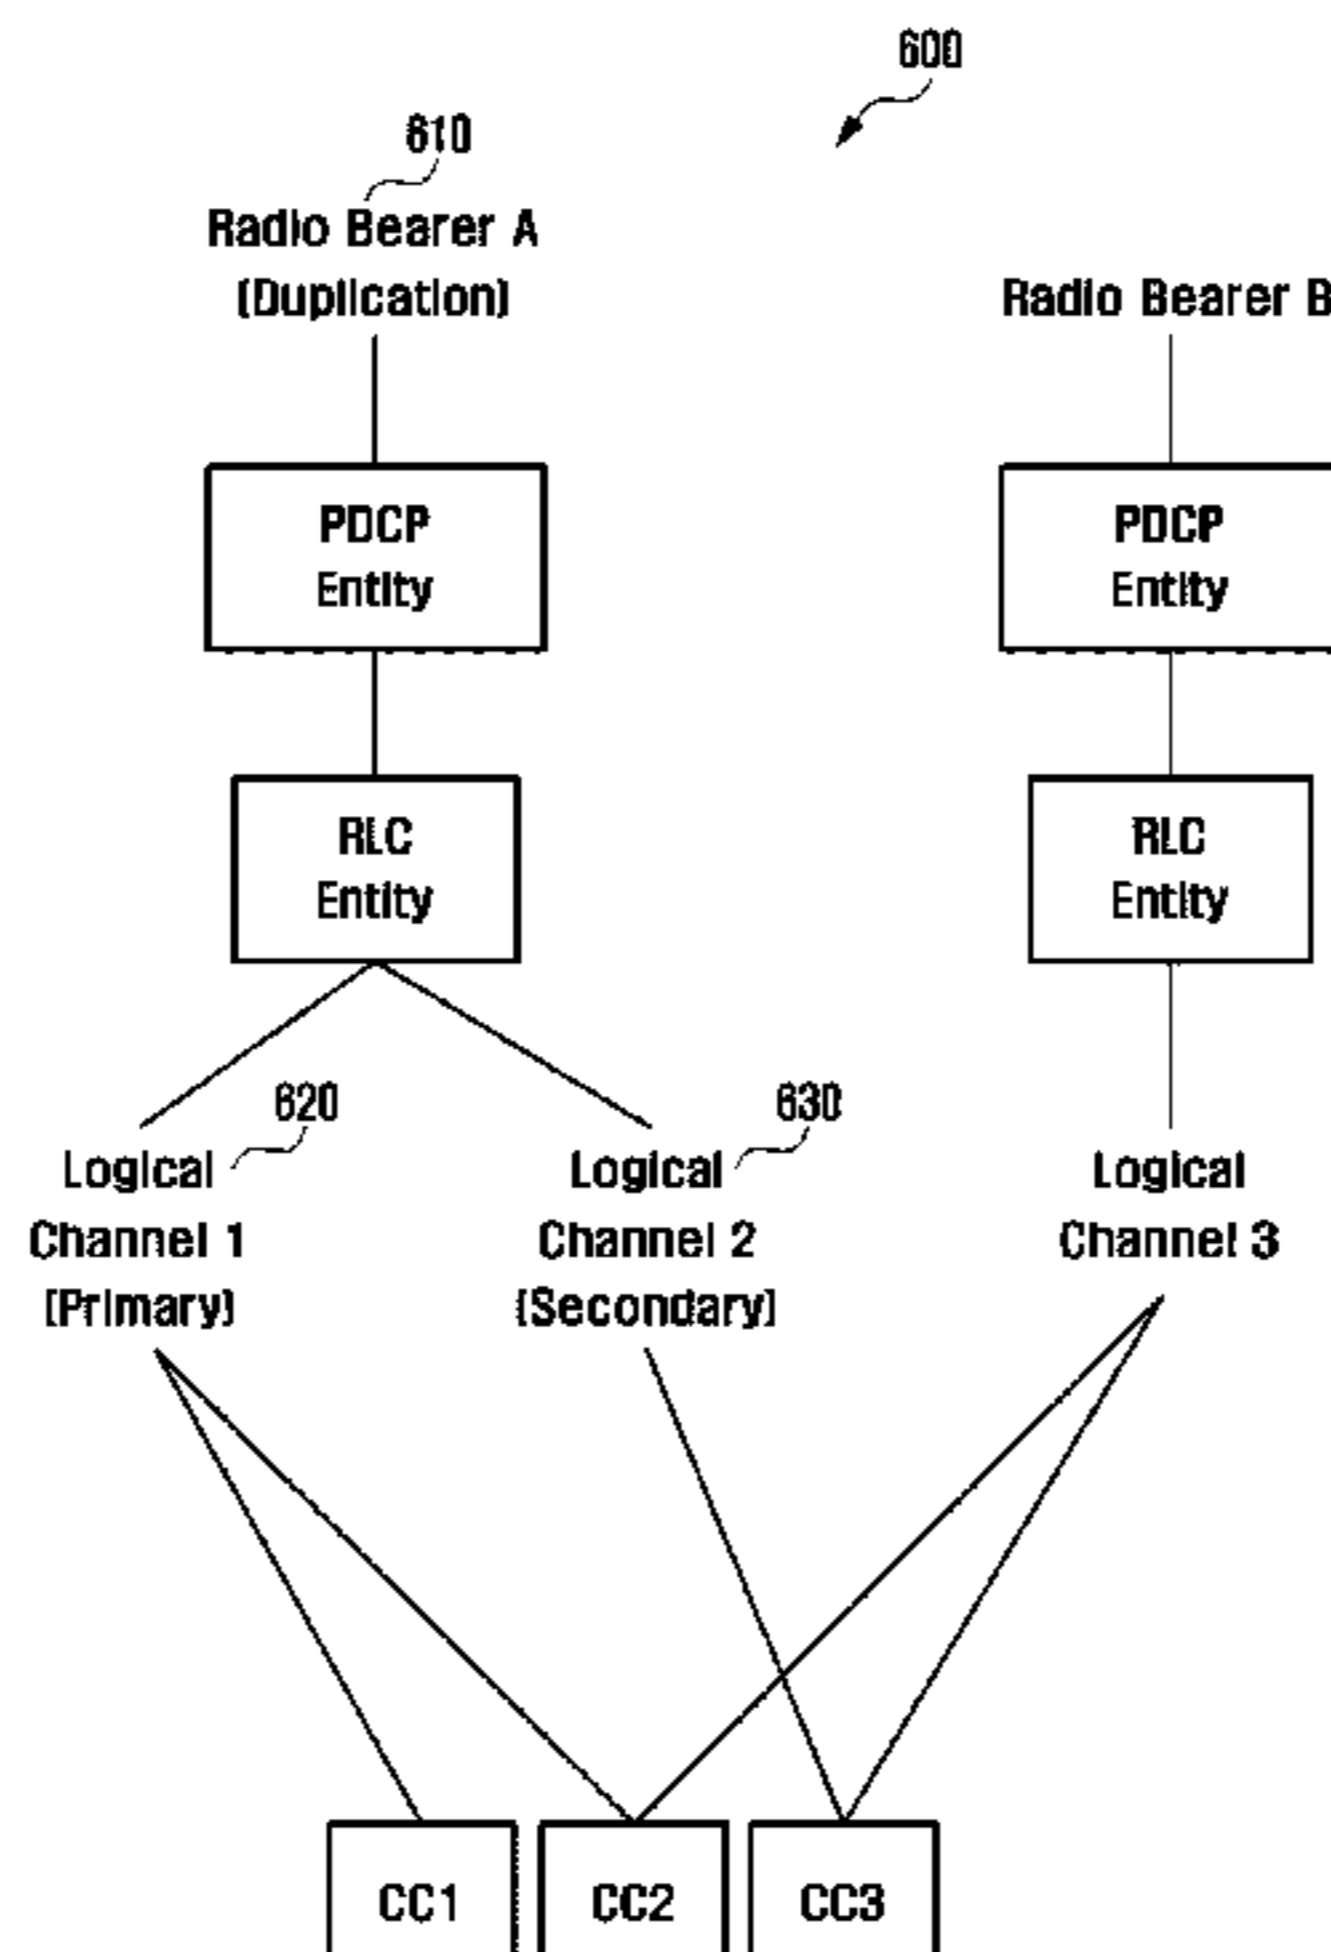 600
610
Radio Bearer A
(Duplication)
Radio Bearer B
PDCP
Entity
PDCP
Entity
RLC
Entity
RLC
Entity
620
630
Logical
Channel 1
(Primary)
Logical
Channel 2
(Secondary)
Logical
Channel 3
CC1
CC2
CC3